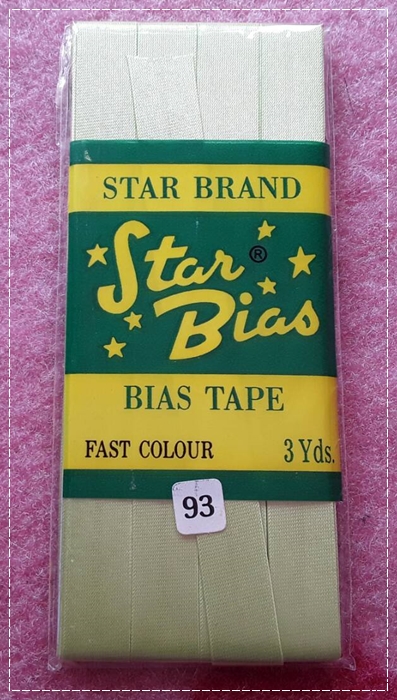 STAR BRAND
Star ®
Bias
BIAS TAPE
FAST COLOUR 3 Yds.
93